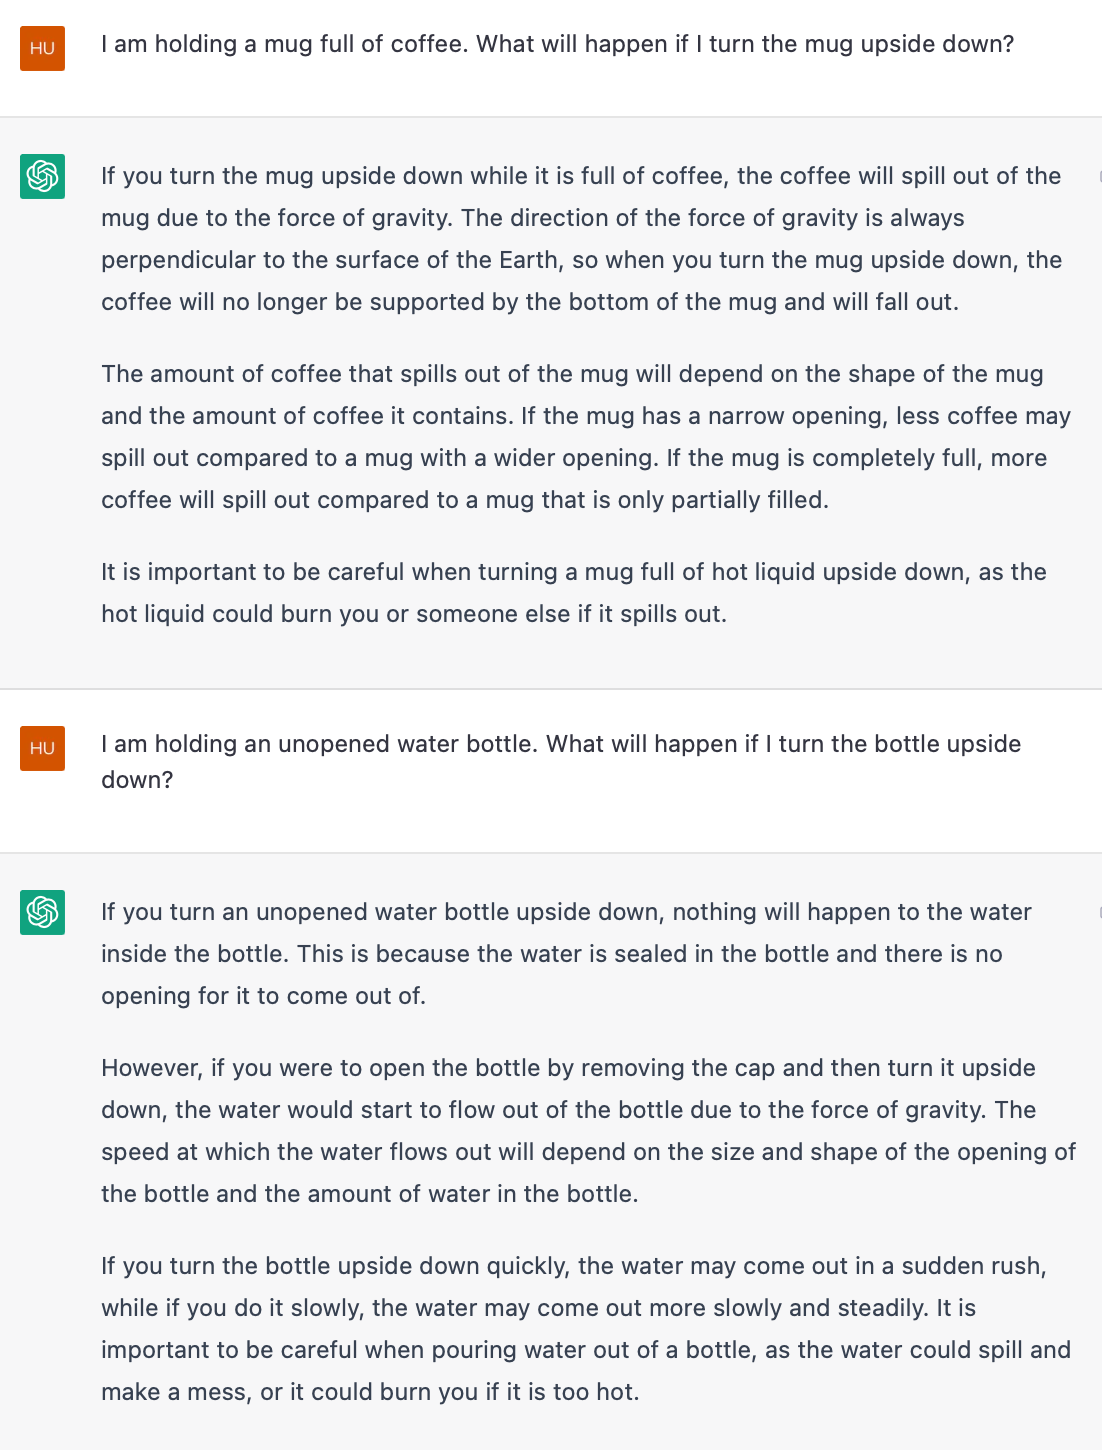 HU
I am holding a mug full of coffee. What will happen if I turn the mug upside down?
If you turn the mug upside down while it is full of coffee, the coffee will spill out of the
mug due to the force of gravity. The direction of the force of gravity is always
perpendicular to the surface of the Earth, so when you turn the mug upside down, the
coffee will no longer be supported by the bottom of the mug and will fall out.
The amount of coffee that spills out of the mug will depend on the shape of the mug
and the amount of coffee it contains. If the mug has a narrow opening, less coffee may
spill out compared to a mug with a wider opening. If the mug is completely full, more
coffee will spill out compared to a mug that is only partially filled.
It is important to be careful when turning a mug full of hot liquid upside down, as the
hot liquid could burn you or someone else if it spills out.
HU
I am holding an unopened water bottle. What will happen if I turn the bottle upside
down?
If you turn an unopened water bottle upside down, nothing will happen to the water
inside the bottle. This is because the water is sealed in the bottle and there is no
opening for it to come out of.
However, if you were to open the bottle by removing the cap and then turn it upside
down, the water would start to flow out of the bottle due to the force of gravity. The
speed at which the water flows out will depend on the size and shape of the opening of
the bottle and the amount of water in the bottle.
If you turn the bottle upside down quickly, the water may come out in a sudden rush,
while if you do it slowly, the water may come out more slowly and steadily. It is
important to be careful when pouring water out of a bottle, as the water could spill and
make a mess, or it could burn you if it is too hot.